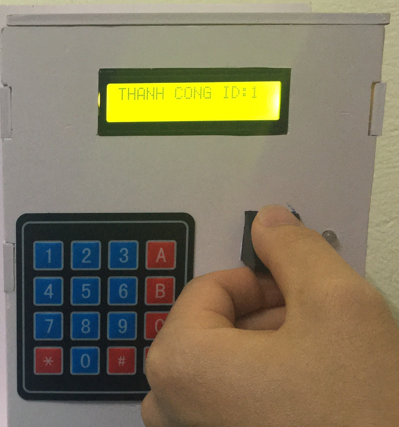 THANH CONG ID:1
1 2 3 A
4 5 6 B
7 8 9 C
* 0 #